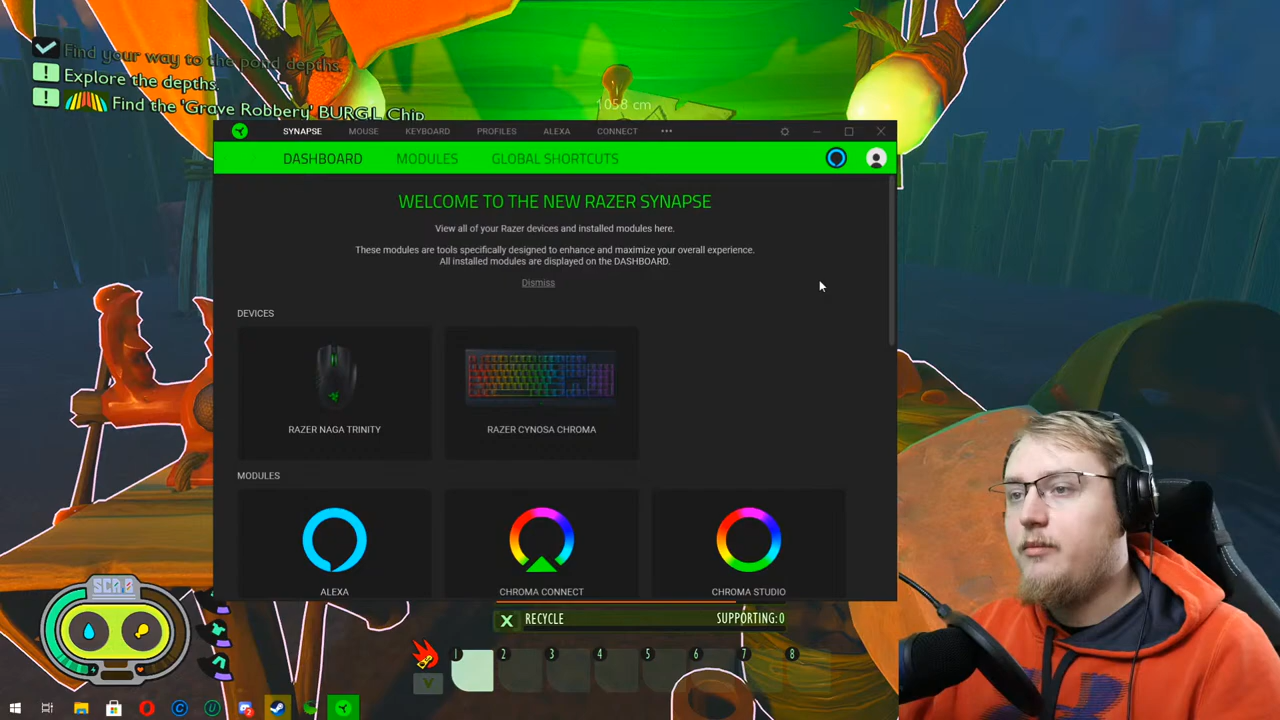 Find your way to the pond depths.
Explore the depths.
Find the 'Grave Robbery' BURG.L Chip
1058 cm
SYNAPSE MOUSE KEYBOARD PROFILES ALEXA CONNECT
DASHBOARD MODULES GLOBAL SHORTCUTS
WELCOME TO THE NEW RAZER SYNAPSE
View all of your Razer devices and installed modules here.
These modules are tools specifically designed to enhance and maximize your overall experience.
All installed modules are displayed on the DASHBOARD.
Dismiss
DEVICES
RAZER NAGA TRINITY RAZER CYNOSA CHROMA
MODULES
ALEXA CHROMA CONNECT CHROMA STUDIO
SCA.B
X RECYCLE SUPPORTING:0
1 2 3 4 5 6 7 8
V